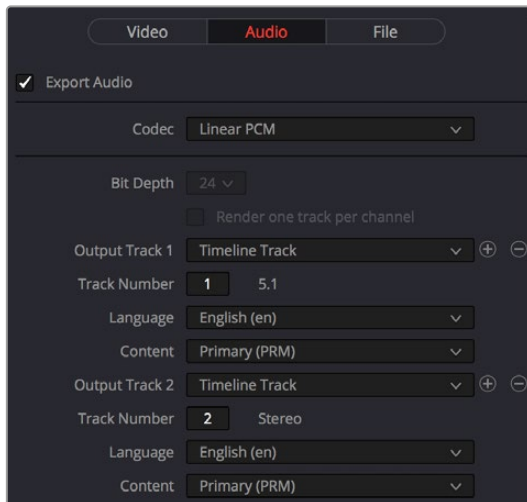 Video Audio File
Export Audio
Codec Linear PCM
Bit Depth 24
Render one track per channel
Output Track 1 Timeline Track
Track Number 1 5.1
Language English (en)
Content Primary (PRM)
Output Track 2 Timeline Track
Track Number 2 Stereo
Language English (en)
Content Primary (PRM)